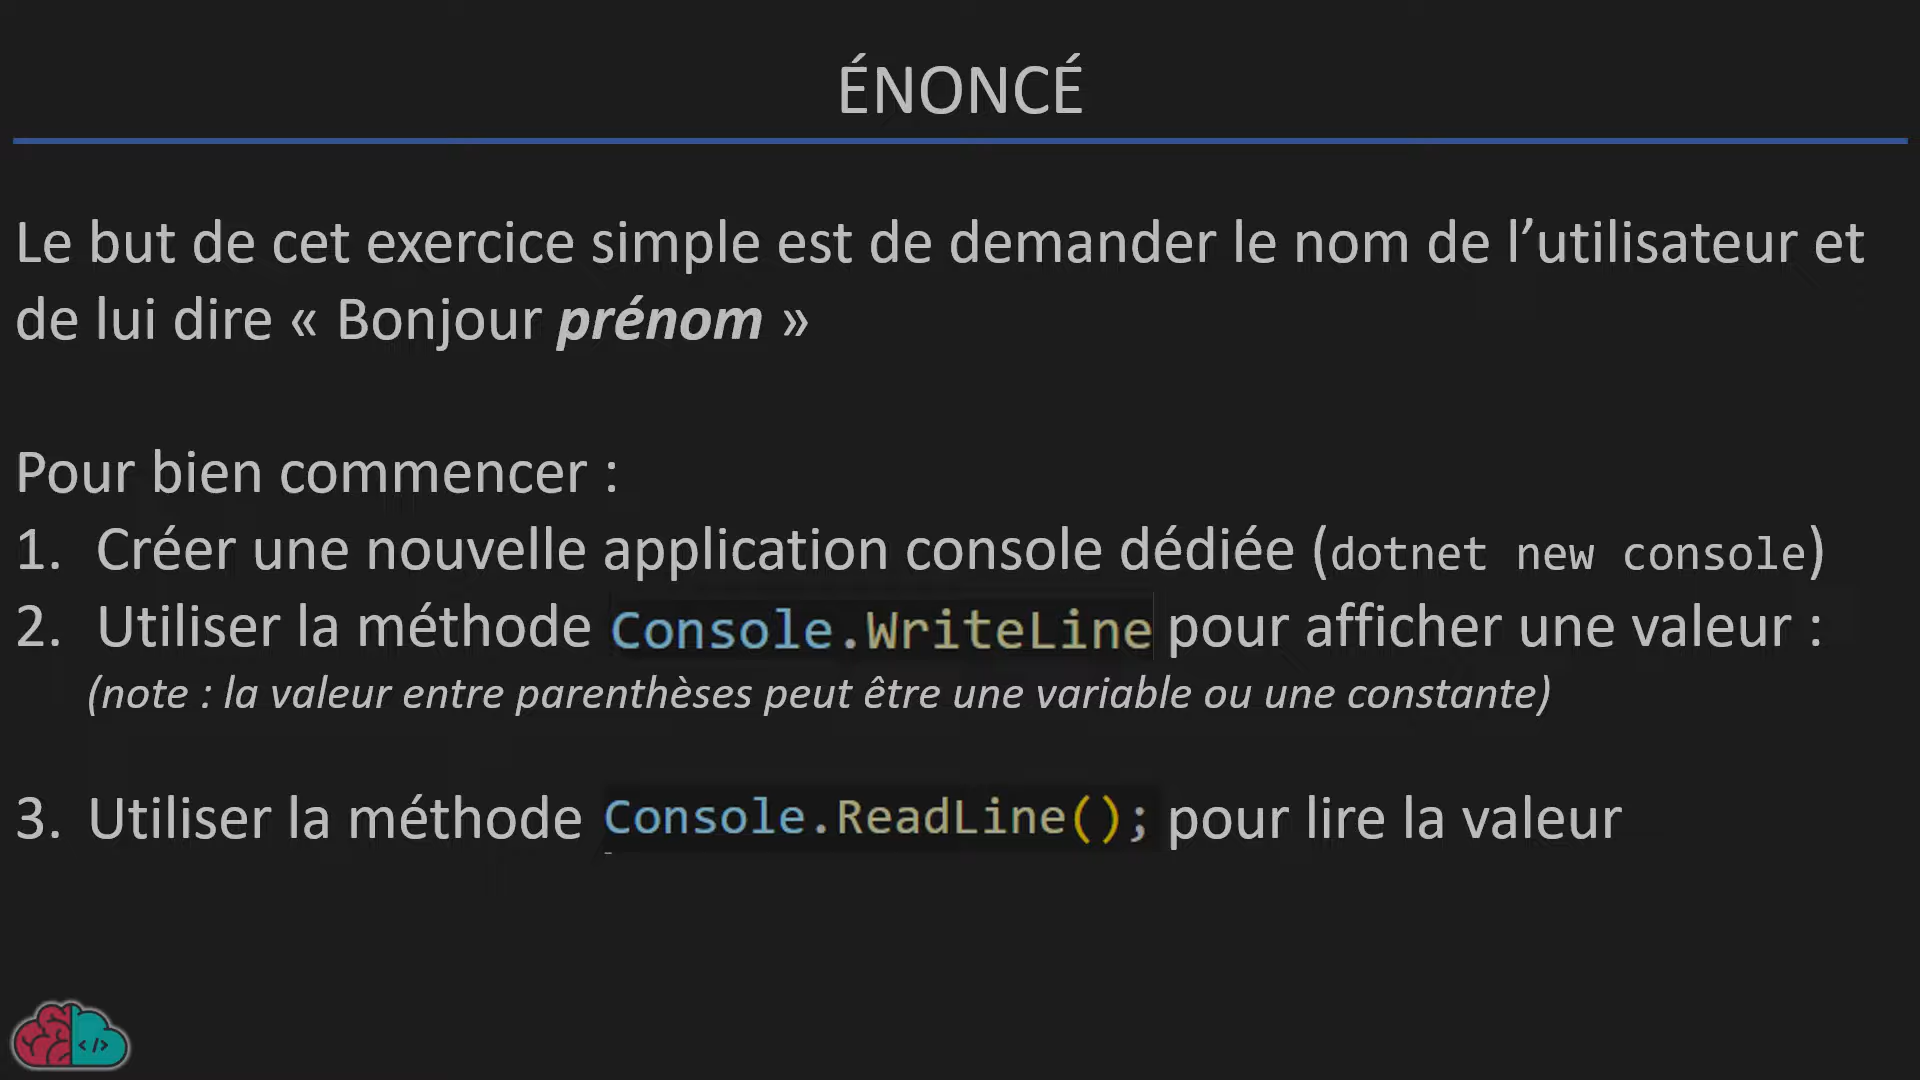 ÉNONCÉ
Le but de cet exercice simple est de demander le nom de l’utilisateur et
de lui dire « Bonjour prénom »
Pour bien commencer :
1. Créer une nouvelle application console dédiée (dotnet new console)
2. Utiliser la méthode Console.WriteLine pour afficher une valeur :
(note : la valeur entre parenthèses peut être une variable ou une constante)
3. Utiliser la méthode Console.ReadLine(); pour lire la valeur
</>